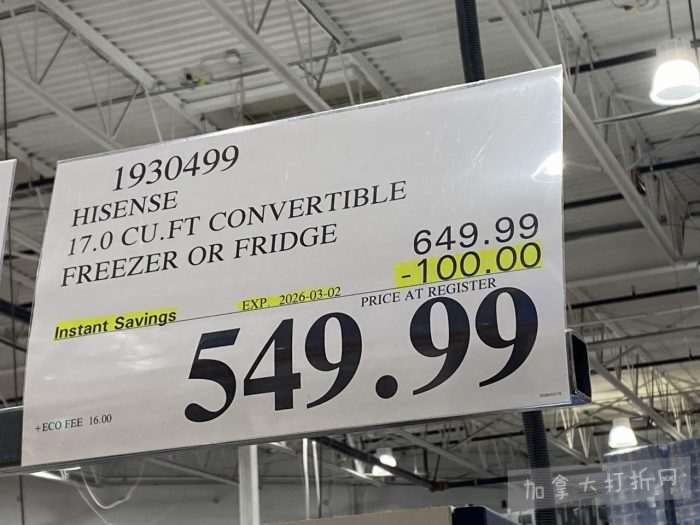 1930499
HISENSE
17.0 CU.FT CONVERTIBLE
FREEZER OR FRIDGE
649.99
-100.00
Instant Savings
EXP. 2026-03-02
PRICE AT REGISTER
549.99
+ECO FEE 16.00
加拿大打折网